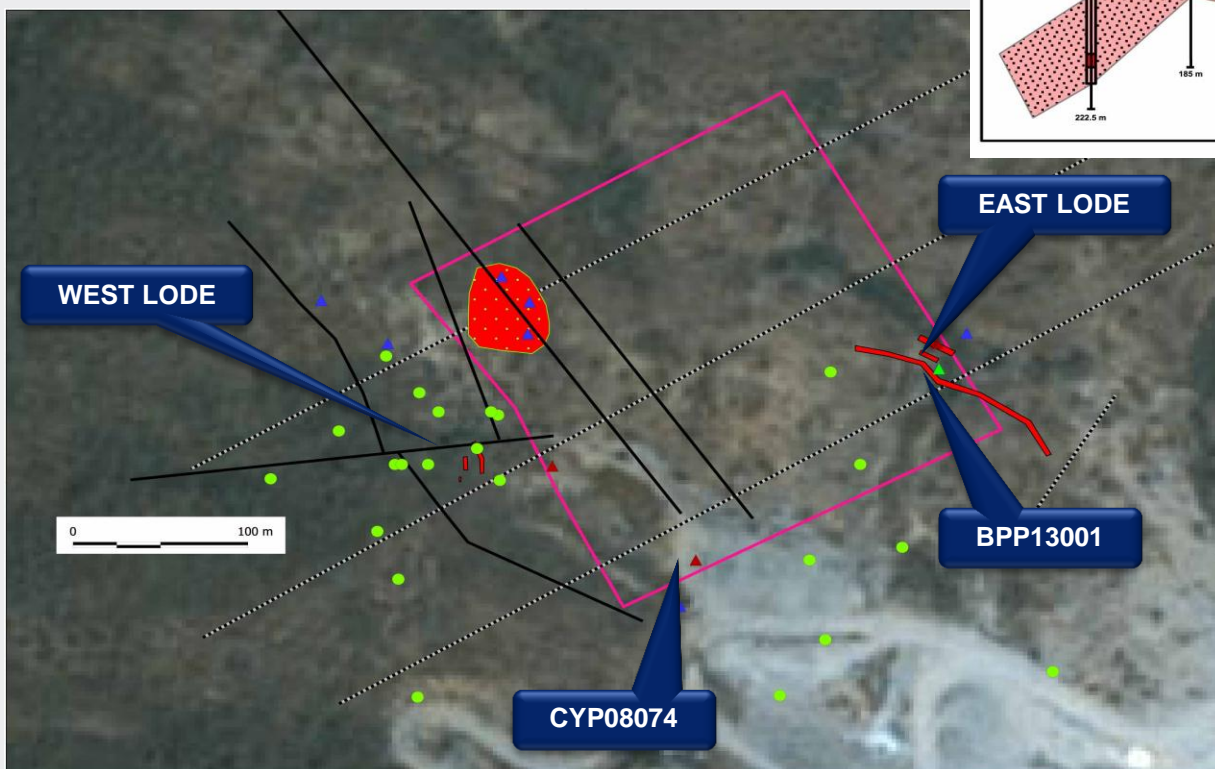 185 m
222.5 m
EAST LODE
WEST LODE
BPP13001
0 100 m
CYP08074